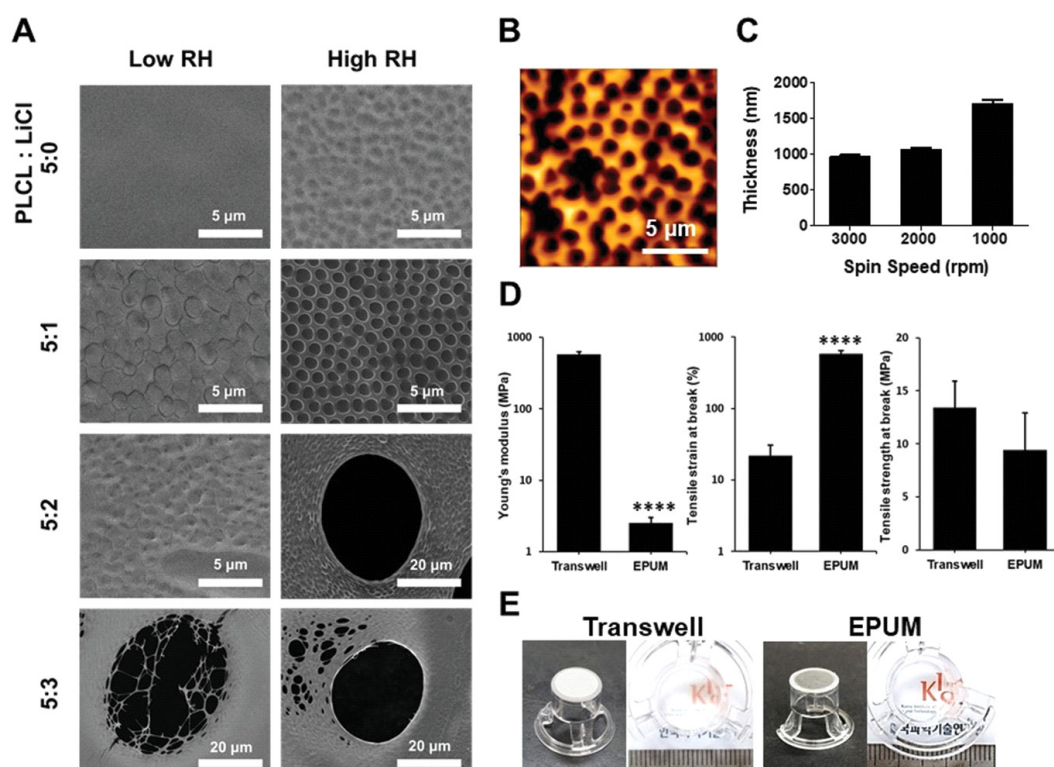 A
Low RH
High RH
PLCL : LiCl
5:0
5 µm
5 µm
5:1
5 µm
5 µm
5:2
5 µm
20 µm
5:3
20 µm
20 µm
B
5 µm
C
Thickness (nm)
2000
1500
1000
500
0
3000 2000 1000
Spin Speed (rpm)
D
Young's modulus (MPa)
1000
100
10
1
****
Transwell EPUM
Tensile strain at break (%)
1000
100
10
1
****
Transwell EPUM
Tensile strength at break (MPa)
20
15
10
5
0
Transwell EPUM
E
Transwell
EPUM